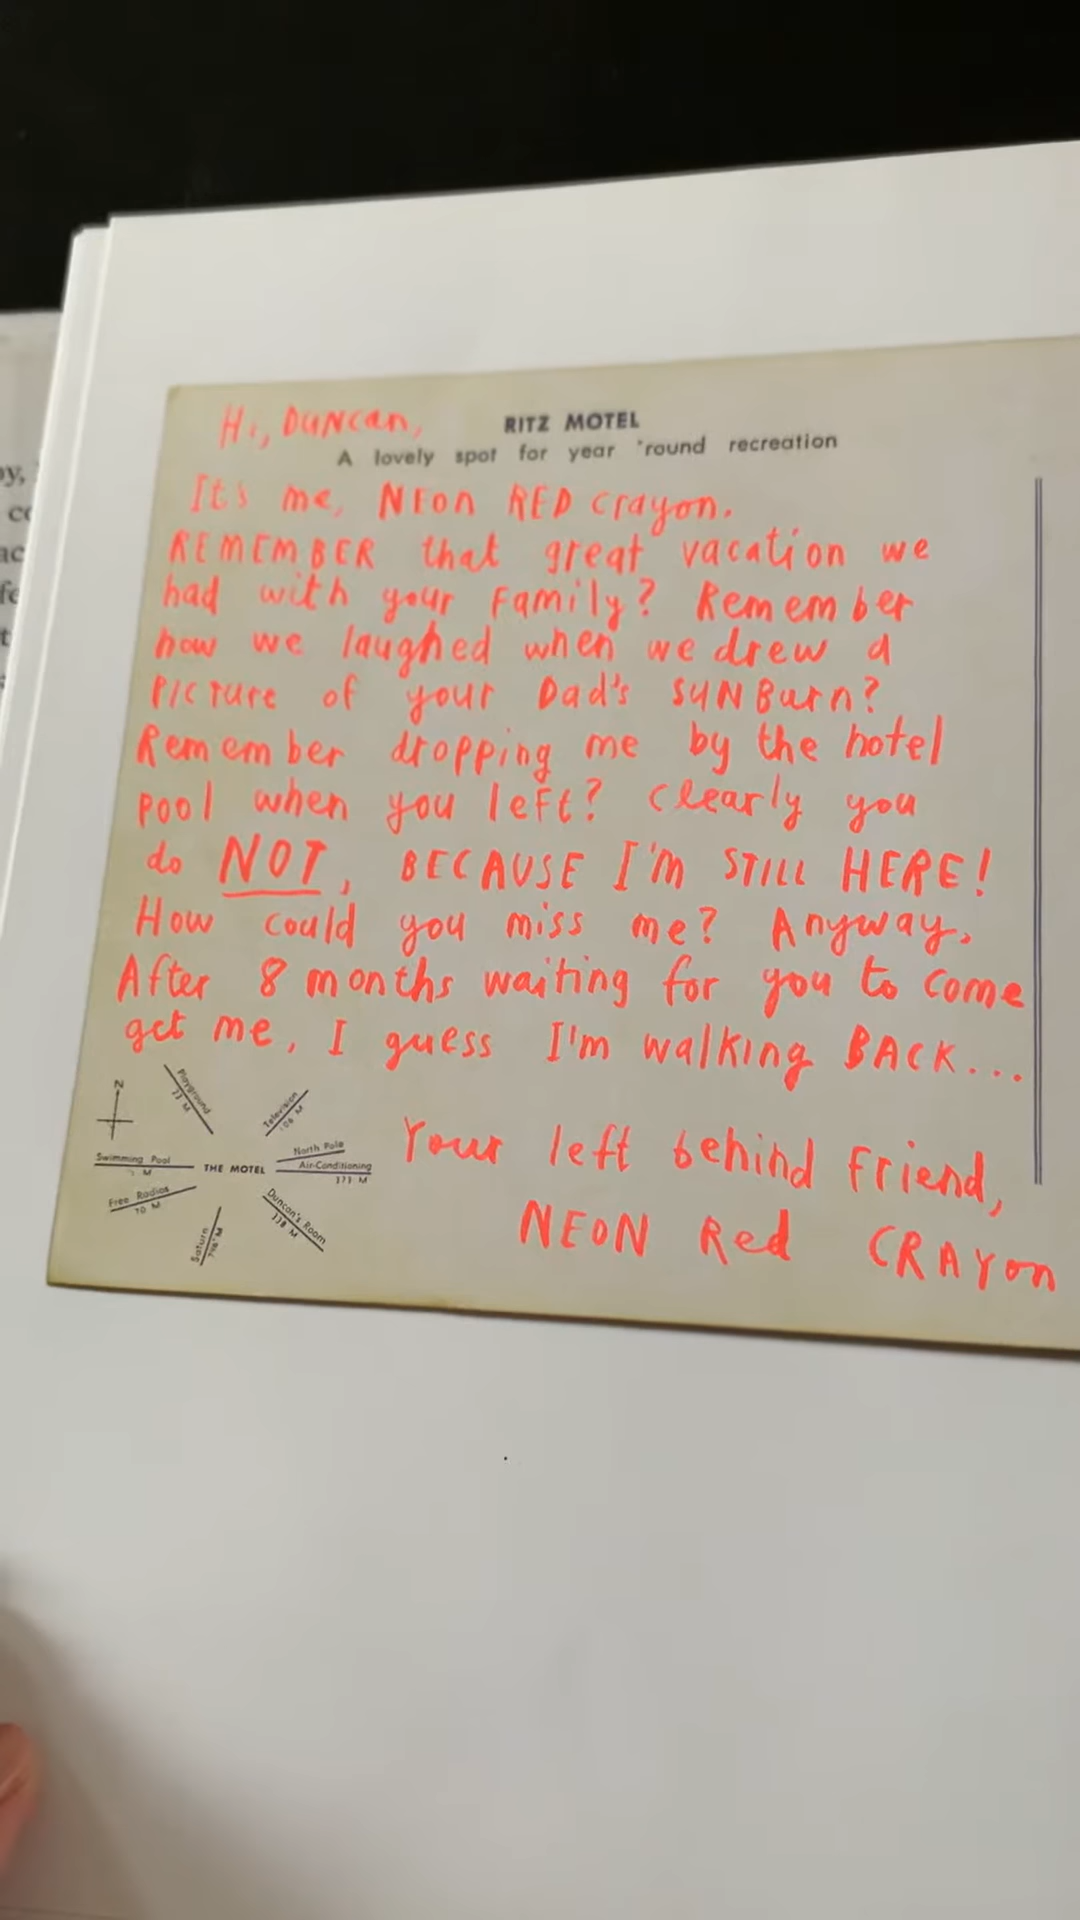 Hi, Duncan,
RITZ MOTEL
A lovely spot for year 'round recreation
It's me, NEon RED crayon.
REMEMBER that great vacation we
had with your Family? Remember
how we laughed when we drew a
Picture of your Dad's SUNBurn?
Remember dropping me by the hotel
pool when you left? Clearly you
do NOT, BECAUSE I'M STILL HERE!
How could you miss me? Anyway,
After 8 months waiting for you to come
get me, I guess I'm walking BACK...
Your left behind Friend,
NEON Red CRAYon
N
Playground
Television
Swimming Pool
M
THE MOTEL
North Pole
Air-Conditioning
Free Radios
10 M
Duncan's Room
Saturn